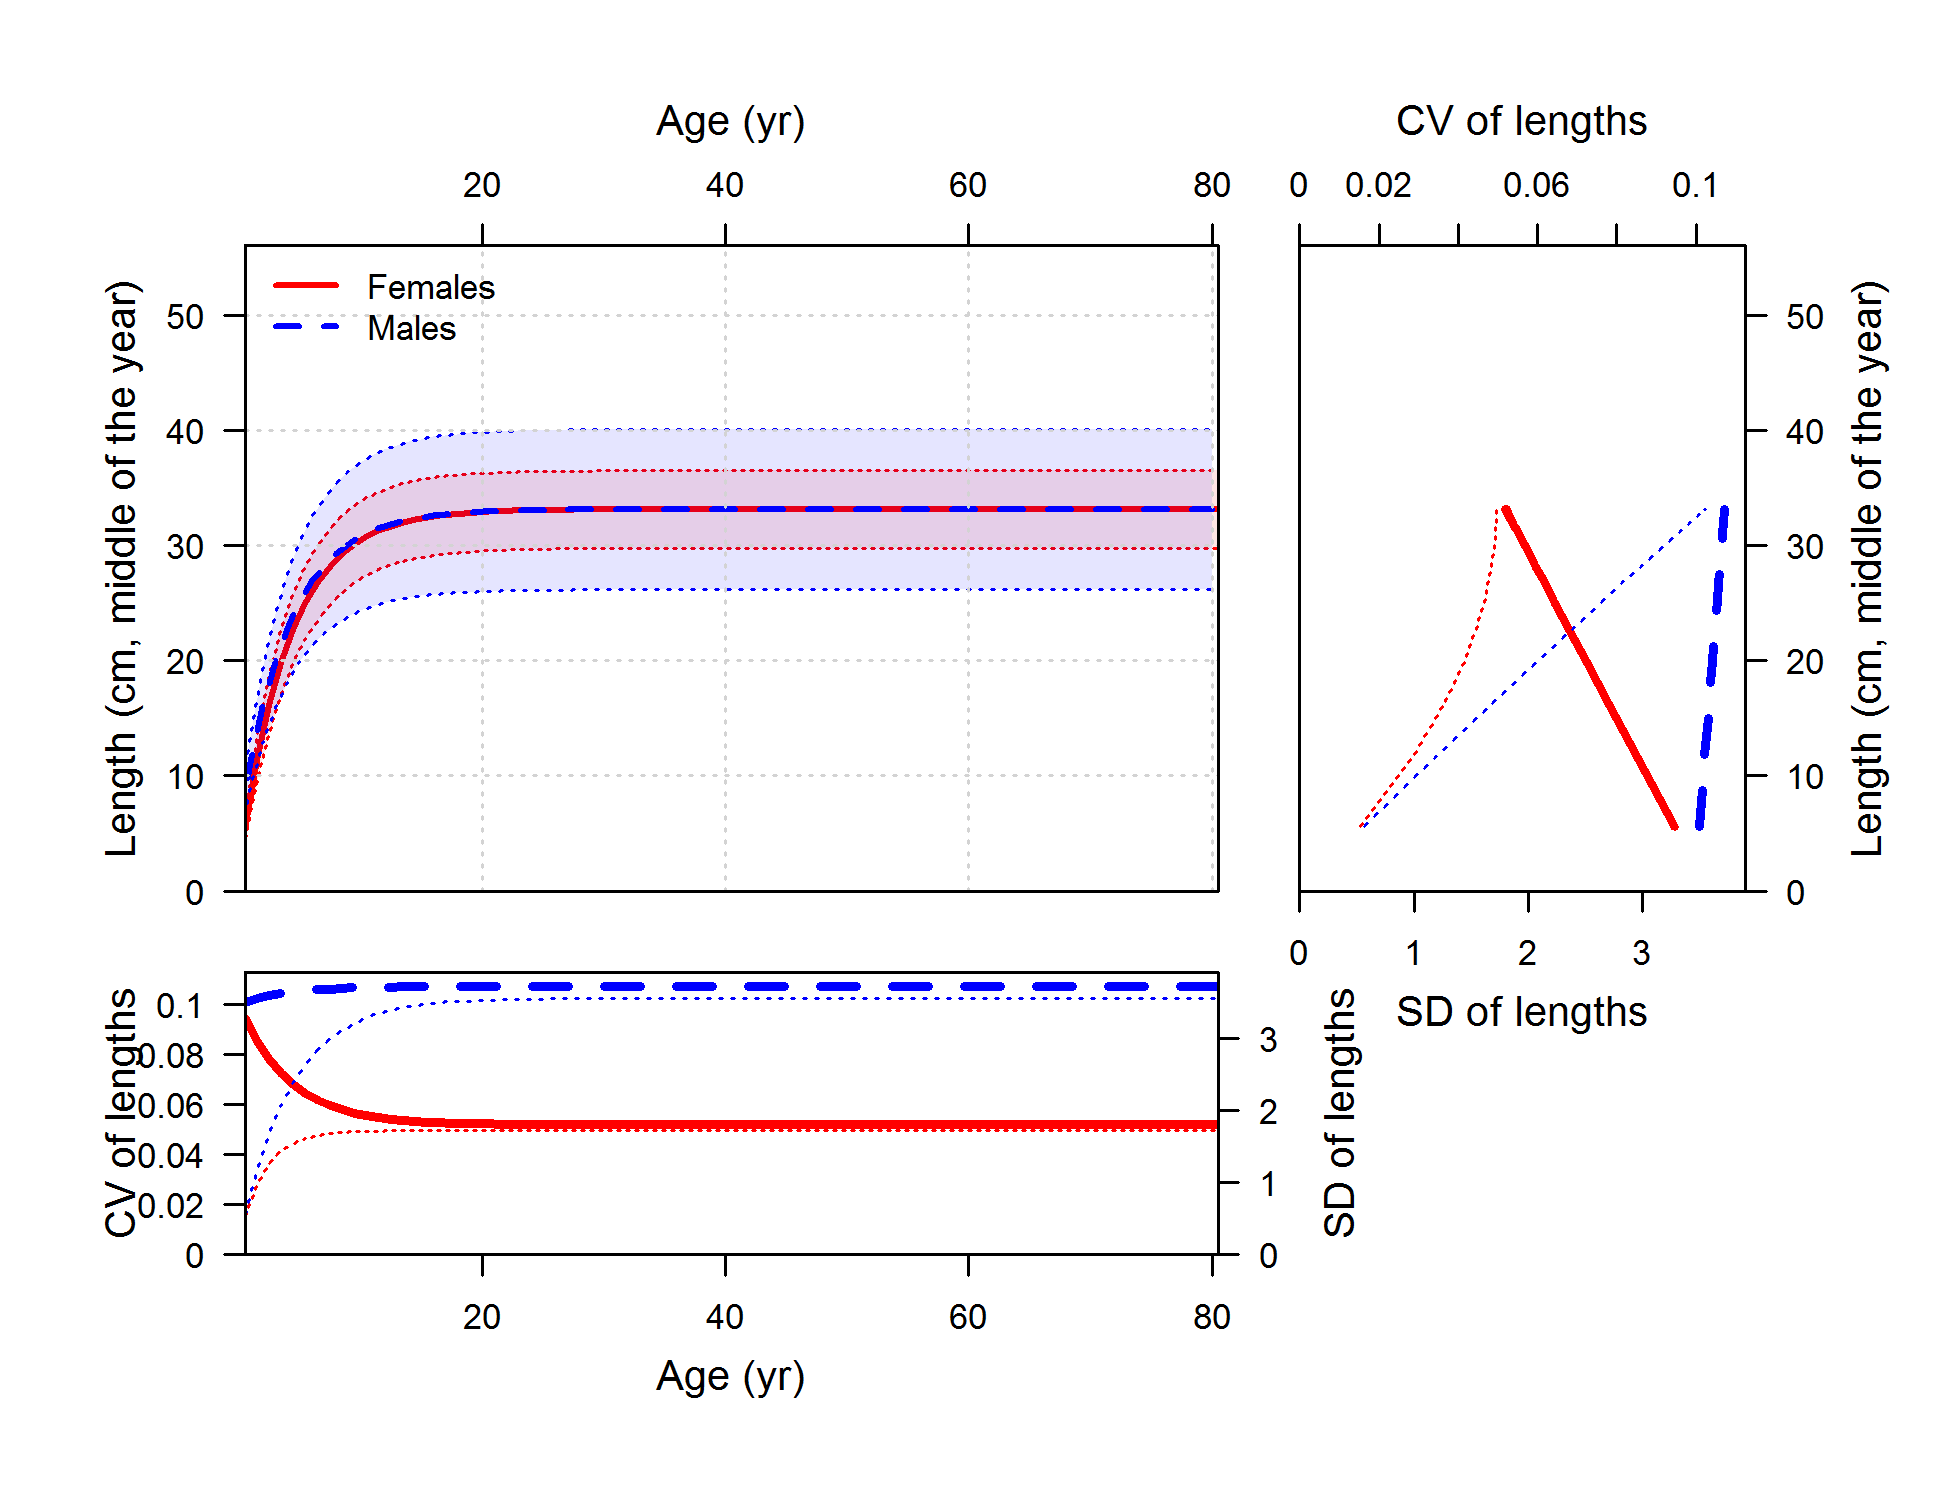 Age (yr)
CV of lengths
20 40 60 80
0 0.02 0.06 0.1
Females
Males
50
40
30
20
10
0
Length (cm, middle of the year)
50
40
30
20
10
0
Length (cm, middle of the year)
0 1 2 3
SD of lengths
0.1
0.08
0.06
0.04
0.02
0
CV of lengths
3
2
1
0
SD of lengths
20 40 60 80
Age (yr)